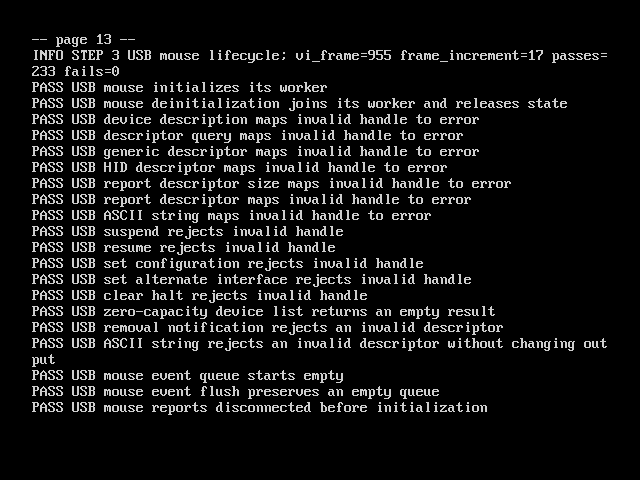 -- page 13 --
INFO STEP 3 USB mouse lifecycle; vi_frame=955 frame_increment=17 passes=
233 fails=0
PASS USB mouse initializes its worker
PASS USB mouse deinitialization joins its worker and releases state
PASS USB device description maps invalid handle to error
PASS USB descriptor query maps invalid handle to error
PASS USB generic descriptor maps invalid handle to error
PASS USB HID descriptor maps invalid handle to error
PASS USB report descriptor size maps invalid handle to error
PASS USB report descriptor maps invalid handle to error
PASS USB ASCII string maps invalid handle to error
PASS USB suspend rejects invalid handle
PASS USB resume rejects invalid handle
PASS USB set configuration rejects invalid handle
PASS USB set alternate interface rejects invalid handle
PASS USB clear halt rejects invalid handle
PASS USB zero-capacity device list returns an empty result
PASS USB removal notification rejects an invalid descriptor
PASS USB ASCII string rejects an invalid descriptor without changing out
put
PASS USB mouse event queue starts empty
PASS USB mouse event flush preserves an empty queue
PASS USB mouse reports disconnected before initialization